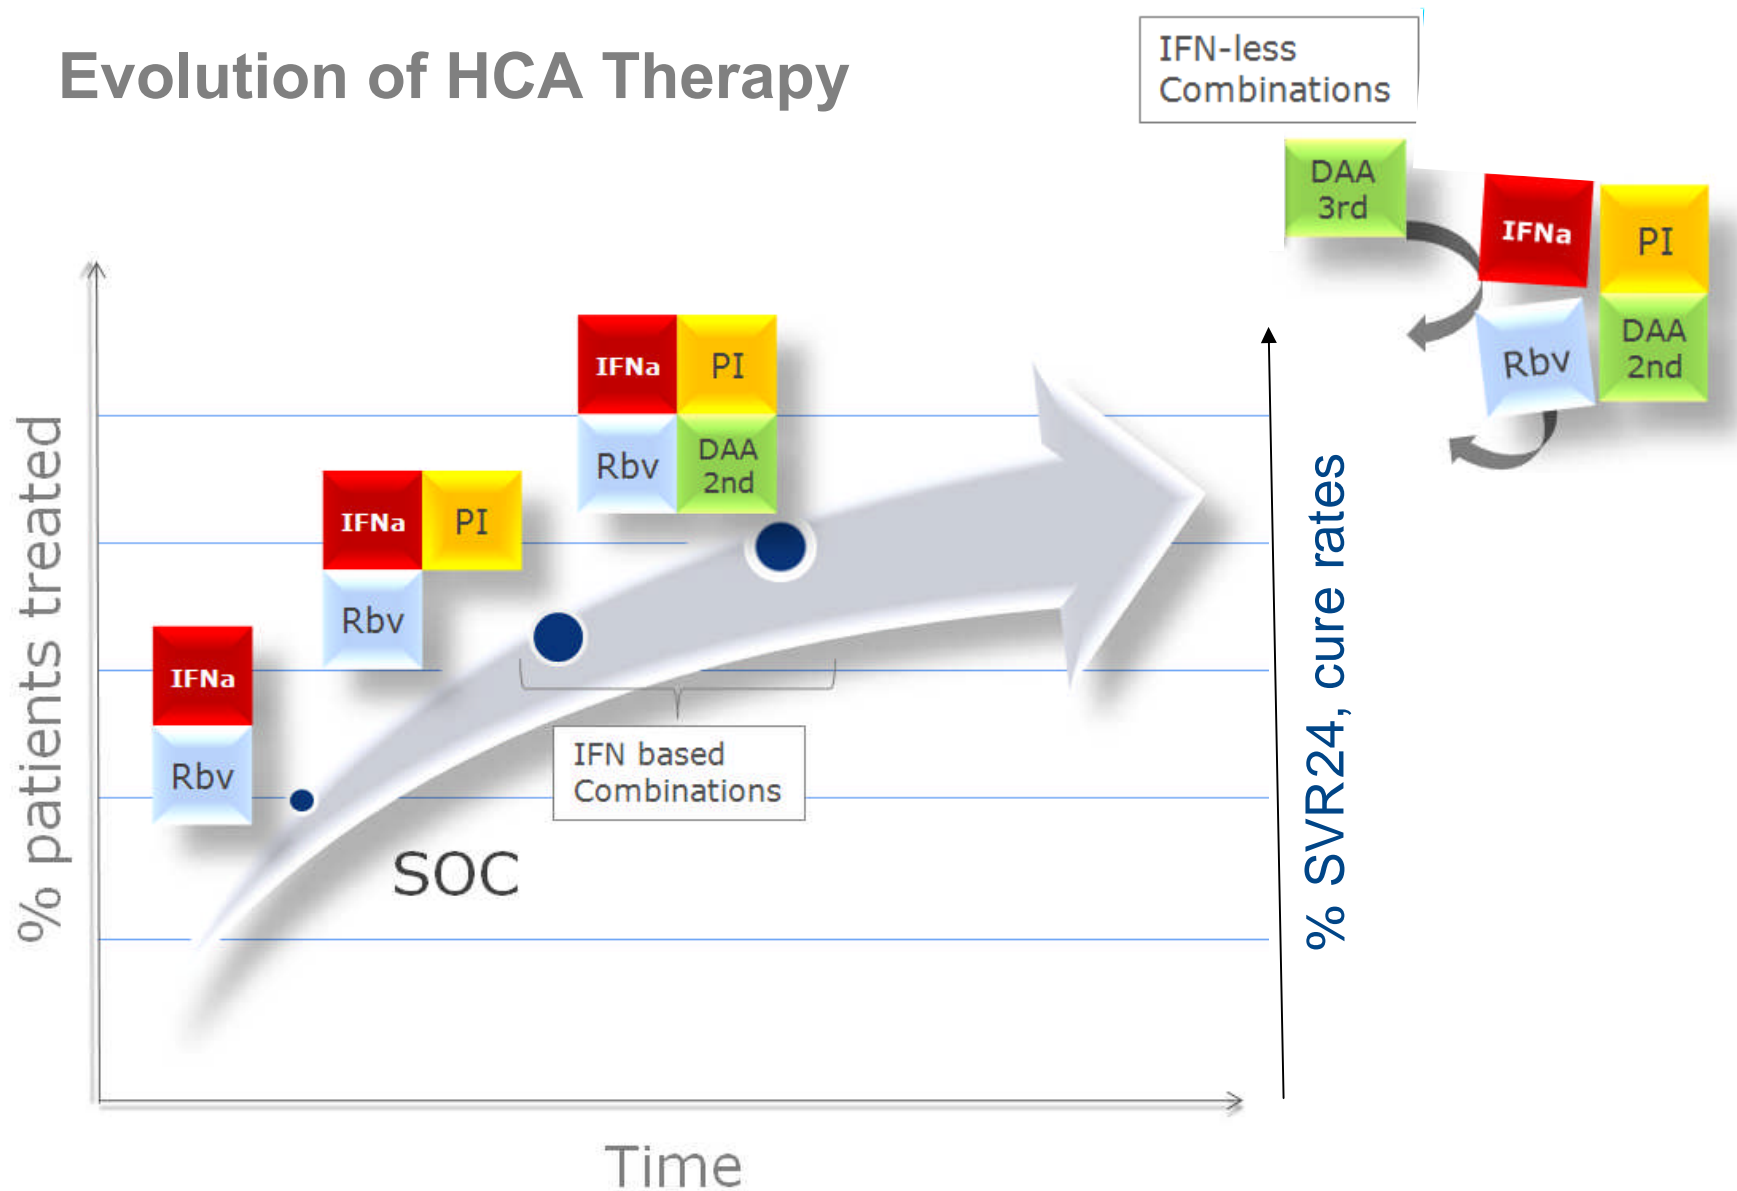 Evolution of HCA Therapy
IFN-less
Combinations
DAA
3rd
IFNa
PI
Rbv
DAA
2nd
IFNa
PI
Rbv
DAA
2nd
IFNa
PI
Rbv
IFNa
Rbv
IFN based
Combinations
SOC
% patients treated
% SVR24, cure rates
Time